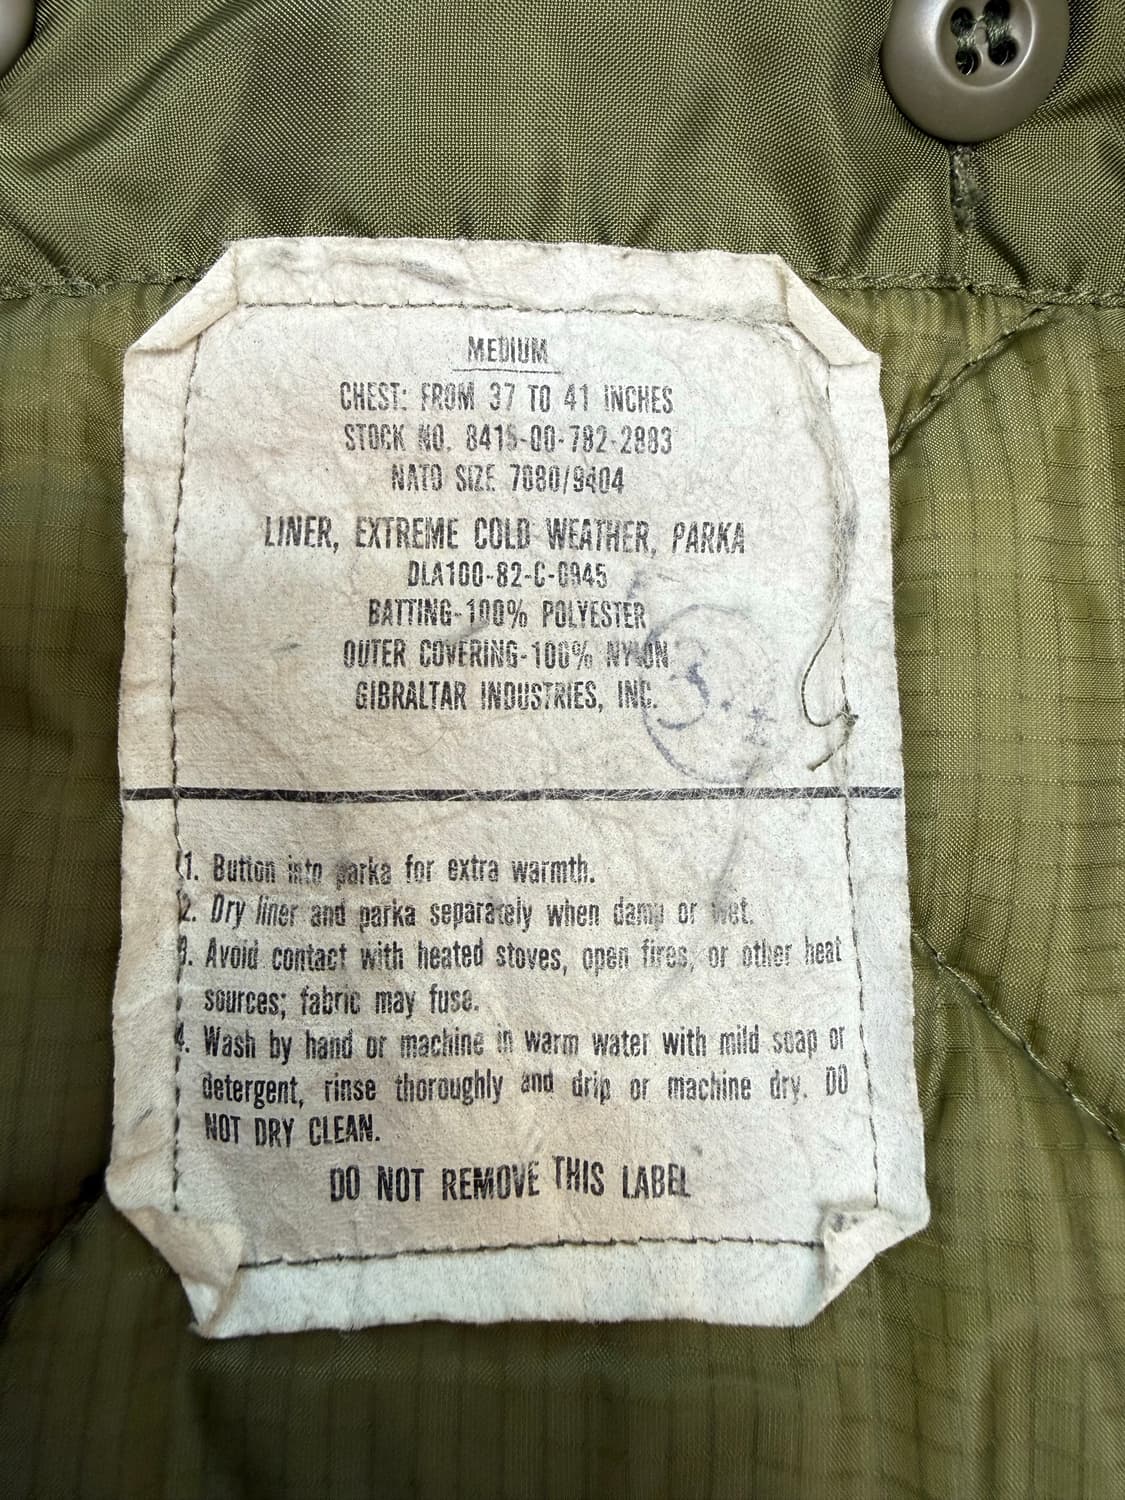 MEDIUM
CHEST: FROM 37 TO 41 INCHES
STOCK NO. 8415-00-782-2883
NATO SIZE 7080/9404
LINER, EXTREME COLD WEATHER, PARKA
DLA100-82-C-0945
BATTING-100% POLYESTER
OUTER COVERING-100% NYLON
GIBRALTAR INDUSTRIES, INC.
1. Button into parka for extra warmth.
2. Dry liner and parka separately when damp or wet.
3. Avoid contact with heated stoves, open fires, or other heat
sources; fabric may fuse.
4. Wash by hand or machine in warm water with mild soap or
detergent, rinse thoroughly and drip or machine dry. DO
NOT DRY CLEAN.
DO NOT REMOVE THIS LABEL